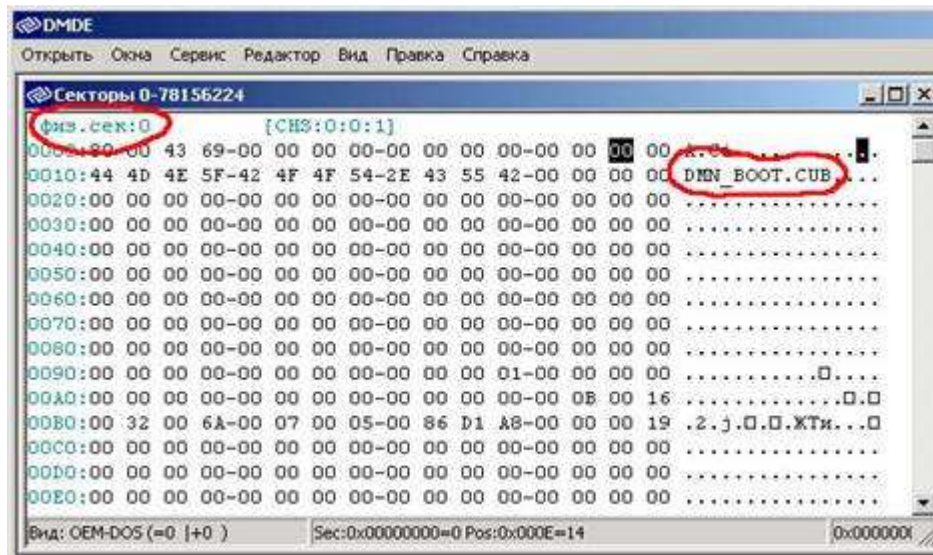 DMDE
Открыть Окна Сервис Редактор Вид Правка Справка
Секторы 0-78156224
физ.сек:0 [CHS:0:0:1]
0000:80-00 43 69-00 00 00 00-00 00 00 00-00 00 00 00
0010:44 4D 4E 5F-42 4F 4F 54-2E 43 55 42-00 00 00 00 DMN_BOOT.CUB....
0020:00 00 00 00-00 00 00 00-00 00 00 00-00 00 00 00 ................
0030:00 00 00 00-00 00 00 00-00 00 00 00-00 00 00 00 ................
0040:00 00 00 00-00 00 00 00-00 00 00 00-00 00 00 00 ................
0050:00 00 00 00-00 00 00 00-00 00 00 00-00 00 00 00 ................
0060:00 00 00 00-00 00 00 00-00 00 00 00-00 00 00 00 ................
0070:00 00 00 00-00 00 00 00-00 00 00 00-00 00 00 00 ................
0080:00 00 00 00-00 00 00 00-00 00 00 00-00 00 00 00 ................
0090:00 00 00 00-00 00 00 00-00 00 00 01-00 00 00 00 ...........□....
00A0:00 00 00 00-00 00 00 00-00 00 00 00-00 0B 00 16 .............□.□
00B0:00 32 00 6A-00 07 00 05-00 86 D1 A8-00 00 00 19 .2.j.□.□.ЖТи...□
00C0:00 00 00 00-00 00 00 00-00 00 00 00-00 00 00 00 ................
00D0:00 00 00 00-00 00 00 00-00 00 00 00-00 00 00 00 ................
00E0:00 00 00 00-00 00 00 00-00 00 00 00-00 00 00 00 ................
Вид: OEM-DOS (=0 |+0 ) Sec:0x00000000=0 Pos:0x000E=14